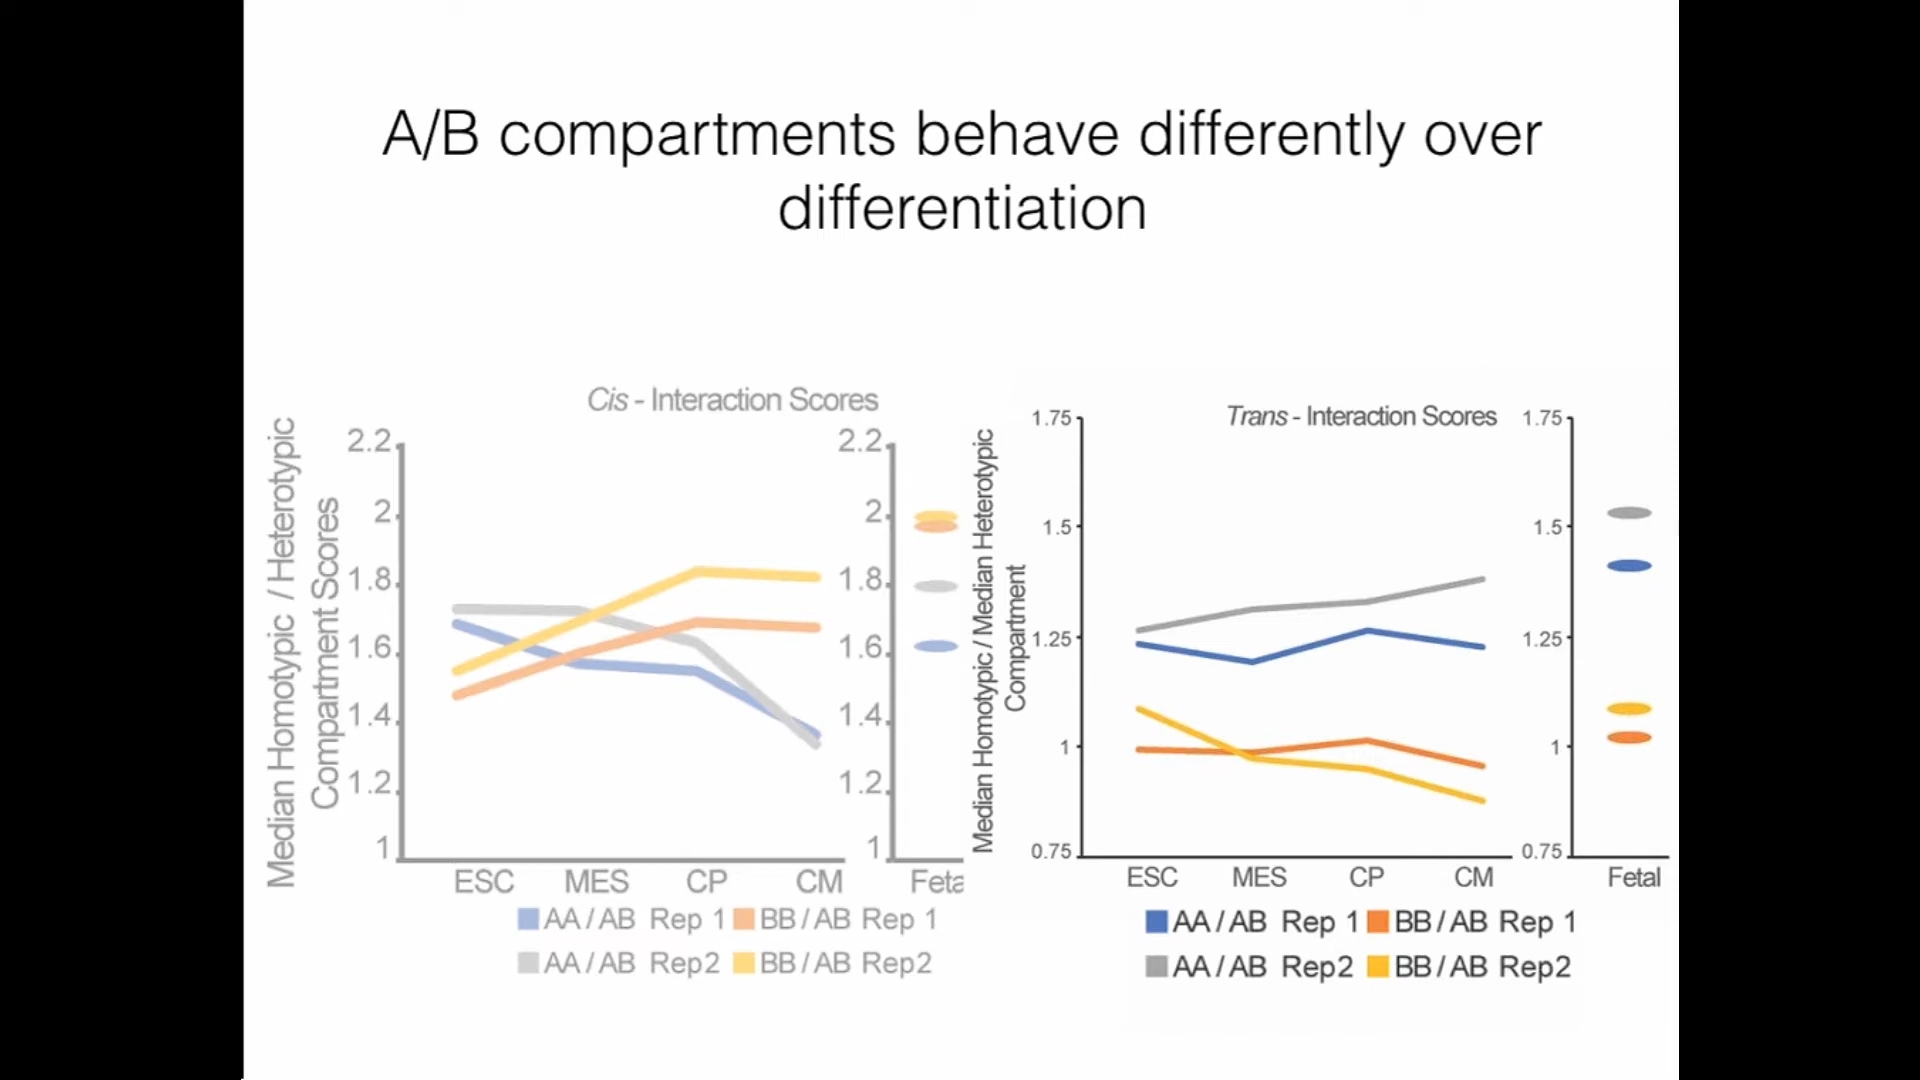 A/B compartments behave differently over
differentiation
Cis - Interaction Scores
Median Homotypic / Heterotypic
Compartment Scores
2.2
2
1.8
1.6
1.4
1.2
1
ESC MES CP CM
2.2
2
1.8
1.6
1.4
1.2
1
Feta
AA / AB Rep 1 BB / AB Rep 1
AA / AB Rep2 BB / AB Rep2
Trans - Interaction Scores
Median Homotypic / Median Heterotypic
Compartment
1.75
1.5
1.25
1
0.75
ESC MES CP CM
1.75
1.5
1.25
1
0.75
Fetal
AA / AB Rep 1 BB / AB Rep 1
AA / AB Rep2 BB / AB Rep2